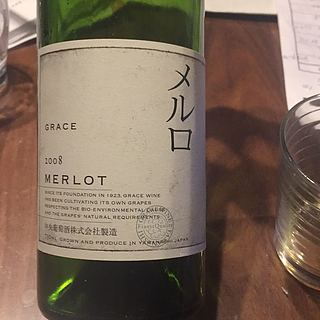 メルロ
GRACE
2008
MERLOT
SINCE ITS FOUNDATION IN 1923, GRACE WINE
HAS BEEN CULTIVATING ITS OWN GRAPES
RESPECTING THE BIO-ENVIRONMENTAL CAUSE
AND THE GRAPES' NATURAL REQUIREMENTS
中央葡萄酒株式会社製造
750ML GROWN AND PRODUCE IN YAMANASHI JAPAN